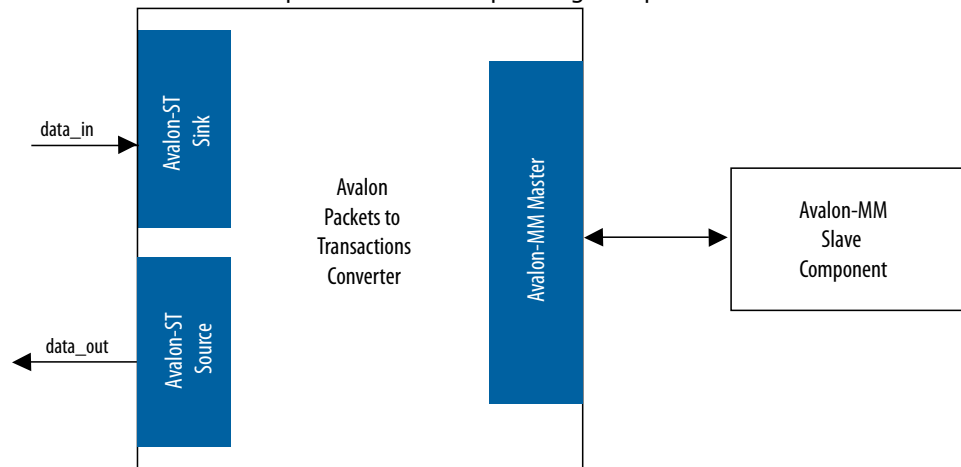 data_in
Avalon-ST
Sink
Avalon
Packets to
Transactions
Converter
Avalon-MM Master
Avalon-MM
Slave
Component
data_out
Avalon-ST
Source